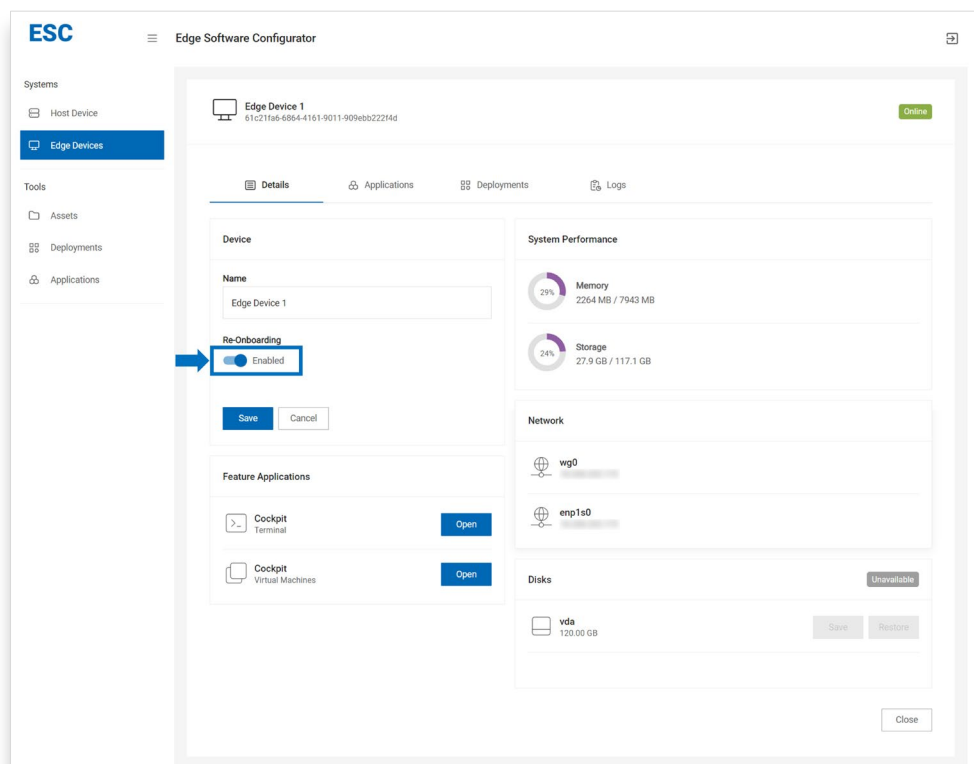 ESC
Edge Software Configurator
Systems
Host Device
Edge Devices
Tools
Assets
Deployments
Applications
Edge Device 1
61c21fa6-6864-4161-9011-909ebb222f4d
Online
Details
Applications
Deployments
Logs
Device
Name
Edge Device 1
Re-Onboarding
Enabled
Save
Cancel
Feature Applications
Cockpit
Terminal
Open
Cockpit
Virtual Machines
Open
System Performance
29%
Memory
2264 MB / 7943 MB
24%
Storage
27.9 GB / 117.1 GB
Network
wg0
enp1s0
Disks
Unavailable
vda
120.00 GB
Save
Restore
Close